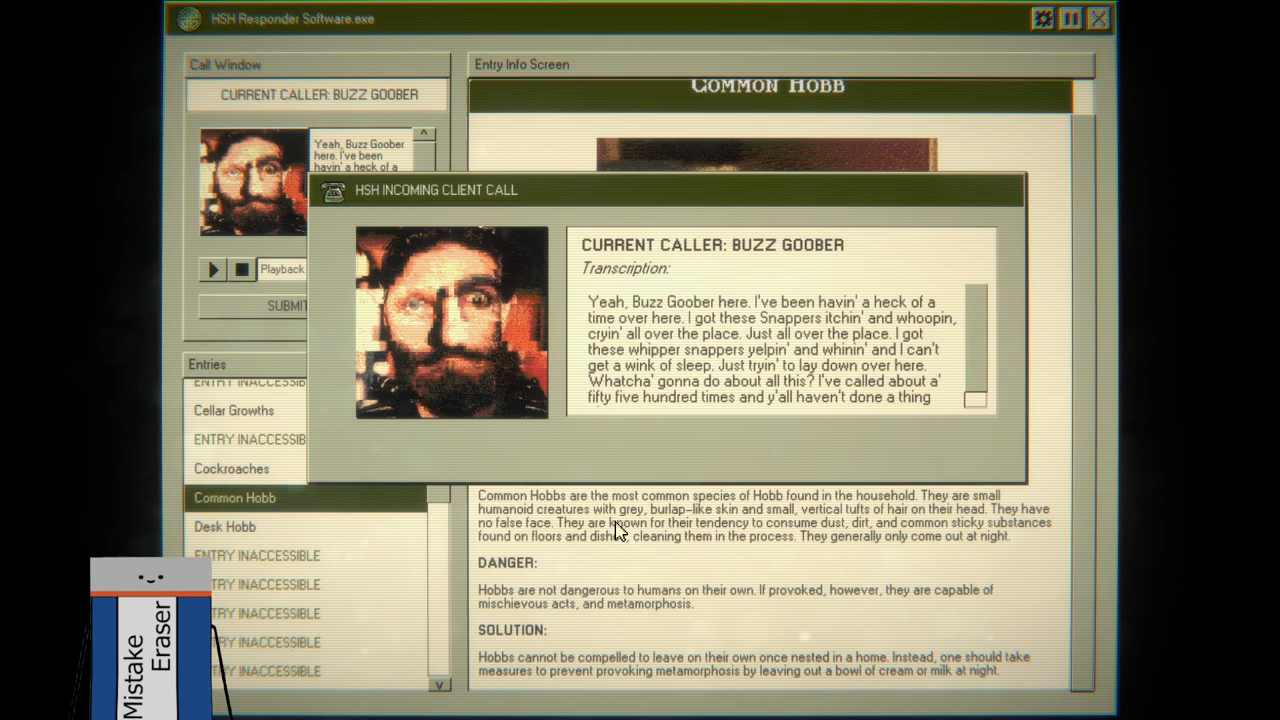 HSH Responder Software.exe
Call Window
CURRENT CALLER: BUZZ GOOBER
Yeah, Buzz Goober
here. I've been
havin' a heck of a
Playback
SUBMIT
Entries
ENTRY INACCESSIB
Cellar Growths
ENTRY INACCESSIB
Cockroaches
Common Hobb
Desk Hobb
ENTRY INACCESSIBLE
TRY INACCESSIBLE
TRY INACCESSIBLE
TRY INACCESSIBLE
TRY INACCESSIBLE
Entry Info Screen
COMMON HOBB
HSH INCOMING CLIENT CALL
CURRENT CALLER: BUZZ GOOBER
Transcription:
Yeah, Buzz Goober here. I've been havin' a heck of a
time over here. I got these Snappers itchin' and whoopin,
cryin' all over the place. Just all over the place. I got
these whipper snappers yelpin' and whinin' and I can't
get a wink of sleep. Just tryin' to lay down over here.
Whatcha' gonna do about all this? I've called about a'
fifty five hundred times and y'all haven't done a thing
Common Hobbs are the most common species of Hobb found in the household. They are small
humanoid creatures with grey, burlap-like skin and small, vertical tufts of hair on their head. They have
no false face. They are known for their tendency to consume dust, dirt, and common sticky substances
found on floors and dishes, cleaning them in the process. They generally only come out at night.
DANGER:
Hobbs are not dangerous to humans on their own. If provoked, however, they are capable of
mischievous acts, and metamorphosis.
SOLUTION:
Hobbs cannot be compelled to leave on their own once nested in a home. Instead, one should take
measures to prevent provoking metamorphosis by leaving out a bowl of cream or milk at night.
Mistake
Eraser